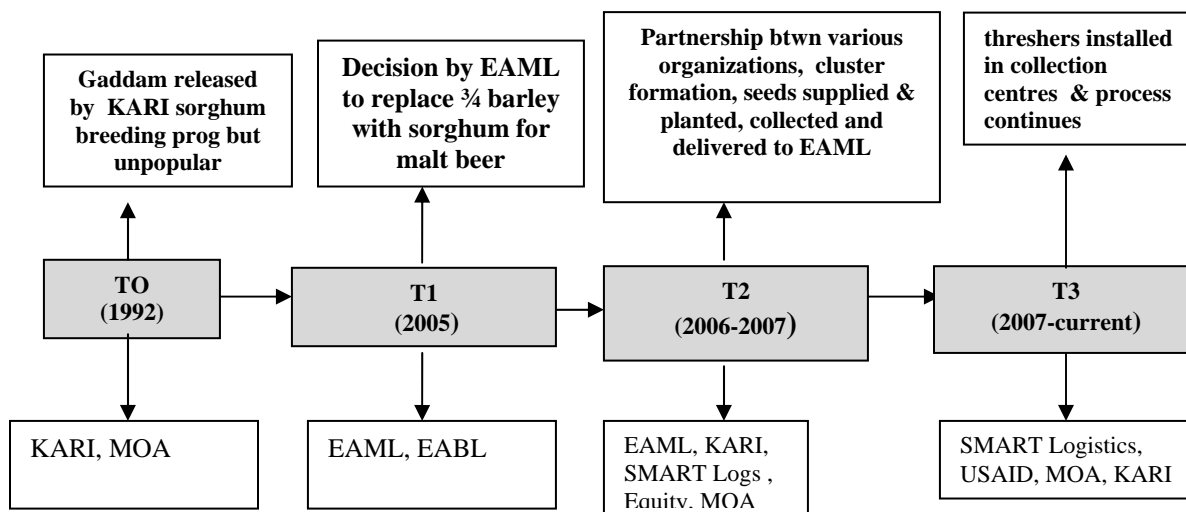 Gaddam released
by KARI sorghum
breeding prog but
unpopular
Decision by EAML
to replace ¾ barley
with sorghum for
malt beer
Partnership btwn various
organizations, cluster
formation, seeds supplied &
planted, collected and
delivered to EAML
threshers installed
in collection
centres & process
continues
TO
(1992)
T1
(2005)
T2
(2006-2007)
T3
(2007-current)
KARI, MOA
EAML, EABL
EAML, KARI,
SMART Logs ,
Equity, MOA
SMART Logistics,
USAID, MOA, KARI